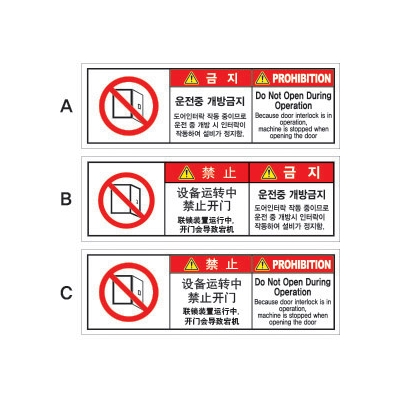 A
금 지
운전중 개방금지
도어인터락 작동 중이므로
운전 중 개방 시 인터락이
작동하여 설비가 정지함.
PROHIBITION
Do Not Open During
Operation
Because door interlock is in
operation,
machine is stopped when
opening the door
B
禁 止
设备运转中
禁止开门
联锁装置运行中,
开门会导致宕机
금 지
운전중 개방금지
도어인터락 작동 중이므로
운전 중 개방 시 인터락이
작동하여 설비가 정지함.
C
禁 止
设备运转中
禁止开门
联锁装置运行中,
开门会导致宕机
PROHIBITION
Do Not Open During
Operation
Because door interlock is in
operation,
machine is stopped when
opening the door